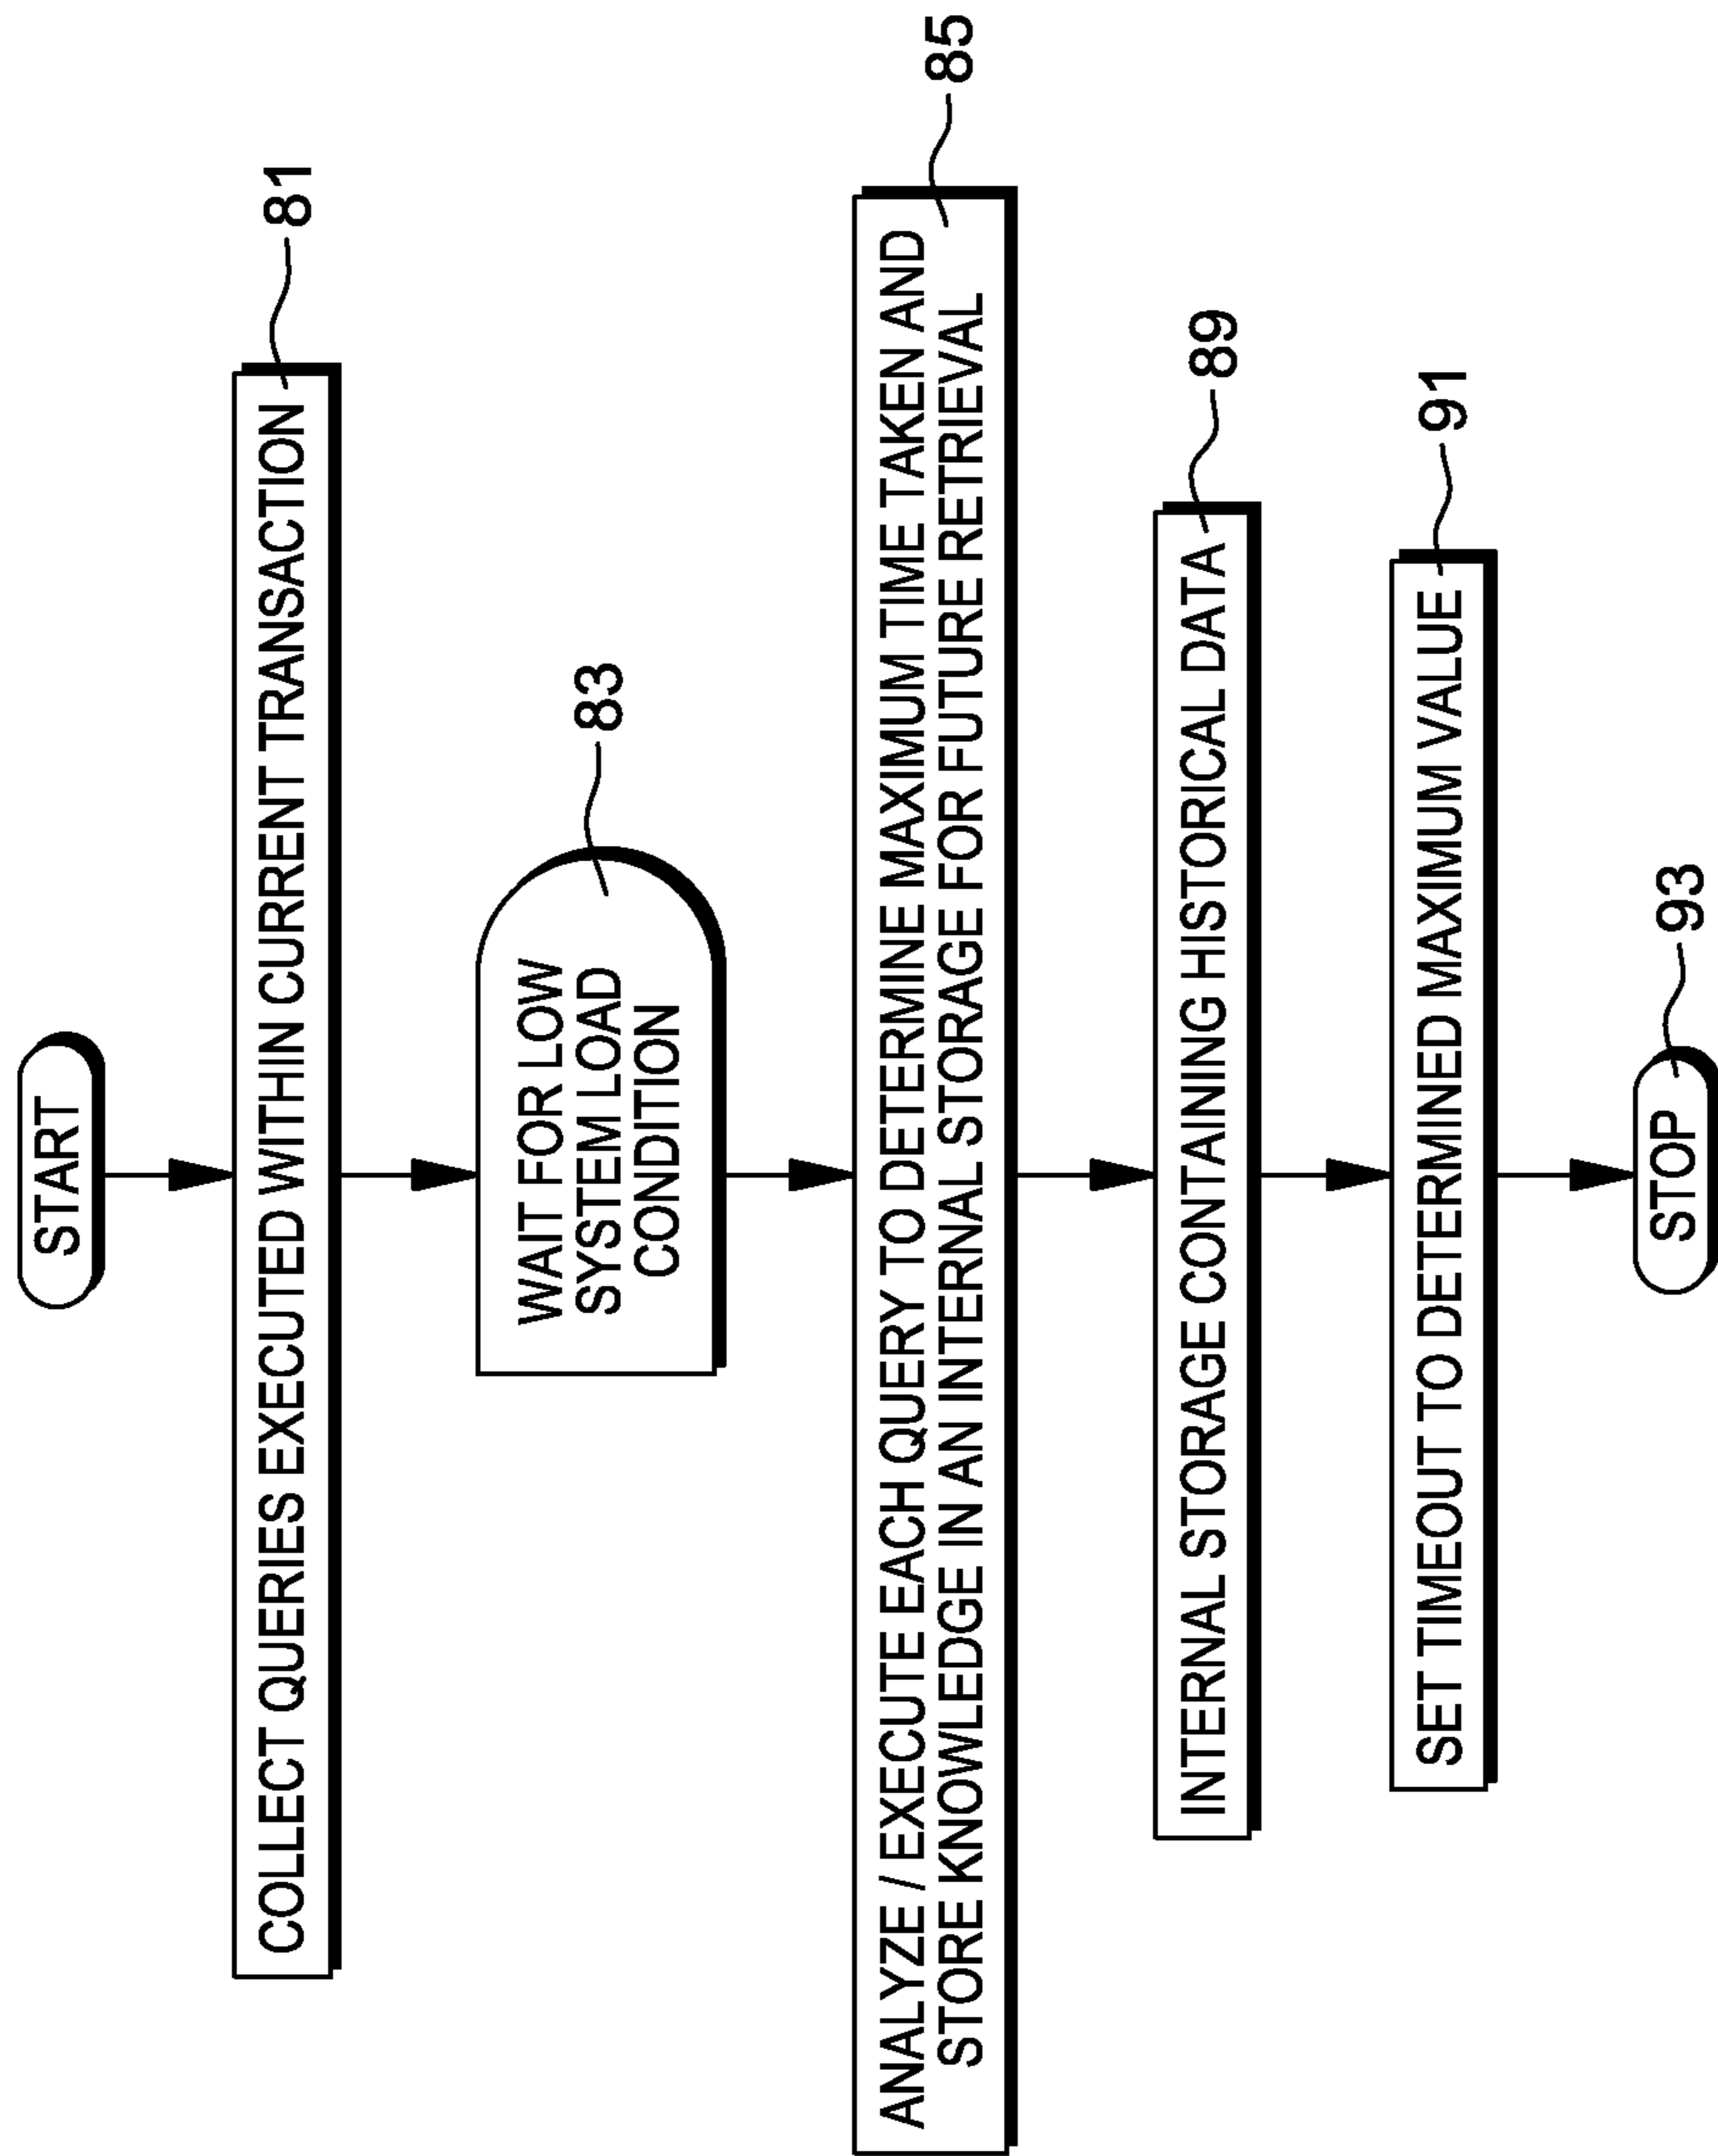 START
COLLECT QUERIES EXECUTED WITHIN CURRENT TRANSACTION
81
WAIT FOR LOW
SYSTEM LOAD
CONDITION
83
ANALYZE / EXECUTE EACH QUERY TO DETERMINE MAXIMUM TIME TAKEN AND
STORE KNOWLEDGE IN AN INTERNAL STORAGE FOR FUTURE RETRIEVAL
85
INTERNAL STORAGE CONTAINING HISTORICAL DATA
89
SET TIMEOUT TO DETERMINED MAXIMUM VALUE
91
STOP
93